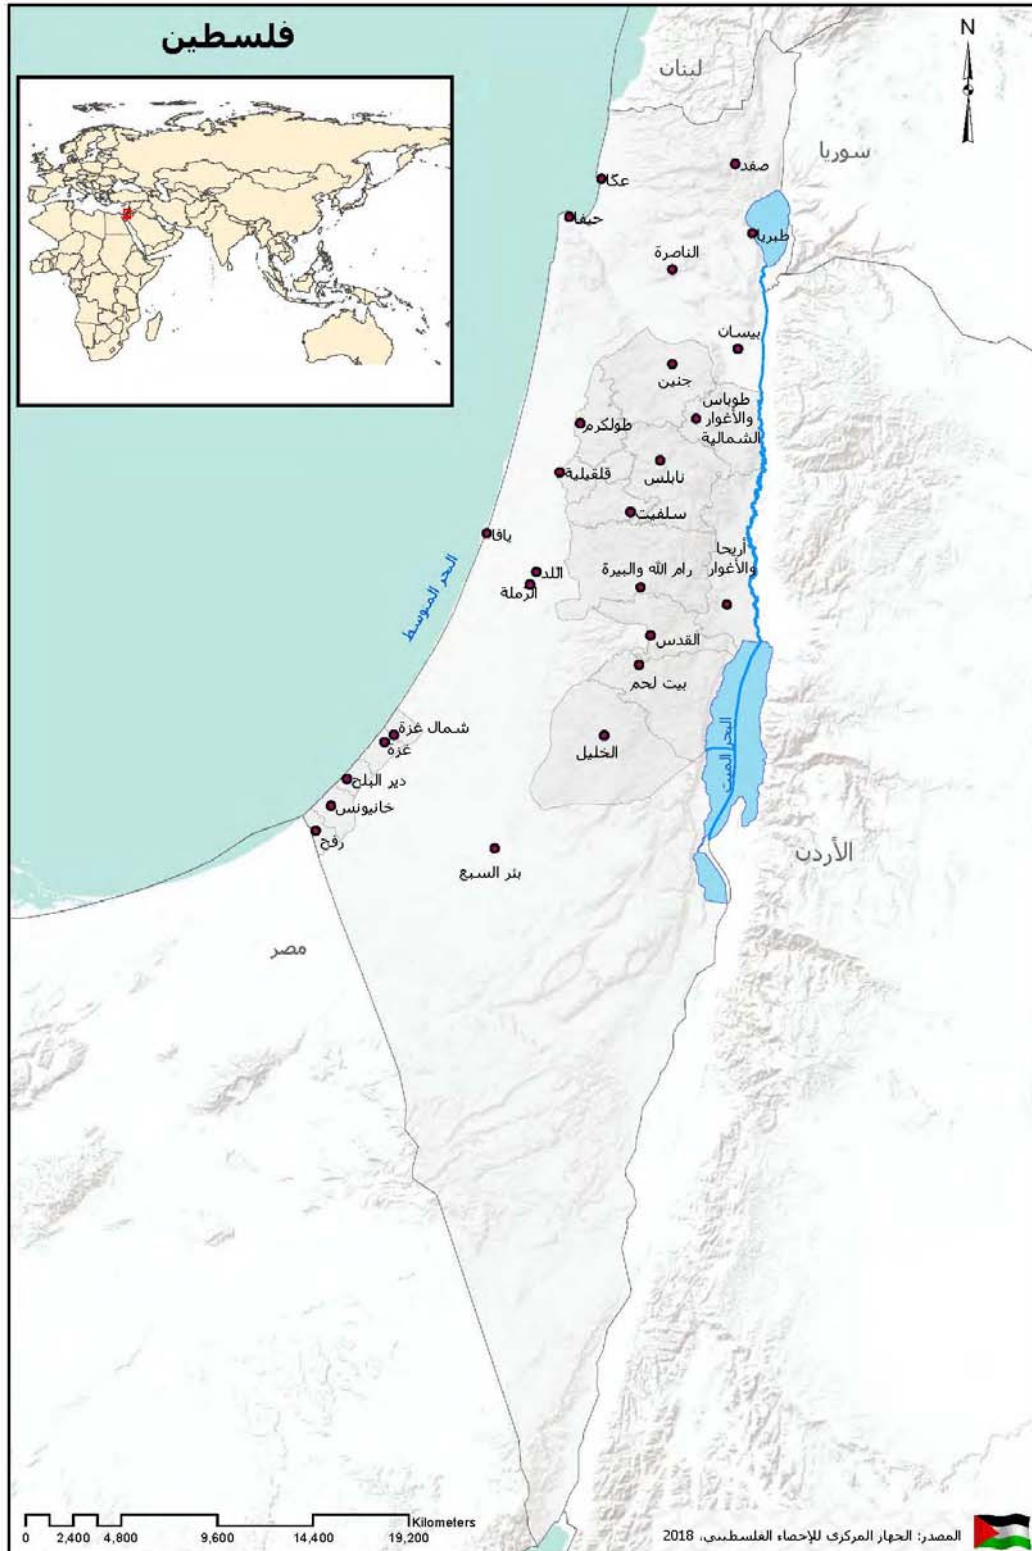 فلسطين
N
لبنان
سوريا
صفد
عكا
حيفا
طبريا
الناصرة
بيسان
جنين
طوباس
والأغوار
الشمالية
طولكرم
نابلس
قلقيلية
سلفيت
يافا
أريحا
والأغوار
اللد
رام الله والبيرة
الرملة
البحر المتوسط
القدس
بيت لحم
شمال غزة
غزة
الخليل
البحر الميت
دير البلح
خانيونس
رفح
بئر السبع
الأردن
مصر
Kilometers
0 2,400 4,800 9,600 14,400 19,200
المصدر: الجهاز المركزي للإحصاء الفلسطيني، 2018